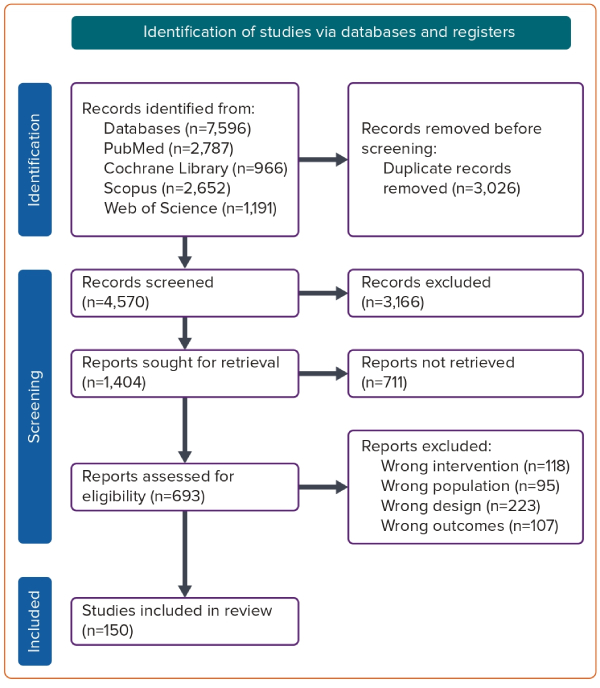 Identification of studies via databases and registers
Identification
Records identified from:
Databases (n=7,596)
PubMed (n=2,787)
Cochrane Library (n=966)
Scopus (n=2,652)
Web of Science (n=1,191)
Records removed before
screening:
Duplicate records
removed (n=3,026)
Screening
Records screened
(n=4,570)
Records excluded
(n=3,166)
Reports sought for retrieval
(n=1,404)
Reports not retrieved
(n=711)
Reports assessed for
eligibility (n=693)
Reports excluded:
Wrong intervention (n=118)
Wrong population (n=95)
Wrong design (n=223)
Wrong outcomes (n=107)
Included
Studies included in review
(n=150)